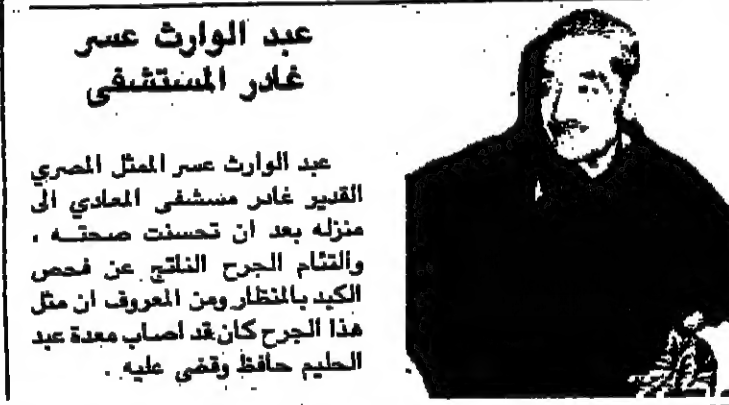 عبد الوارث عسر
غادر المستشفى
عبد الوارث عسر الممثل المصري
القدير غادر مستشفى المعادي الى
منزله بعد ان تحسنت صحته ،
والتئام الجرح الناتج عن فحص
الكبد بالمنظار ومن المعروف ان مثل
هذا الجرح كان قد اصاب معدة عبد
الحليم حافظ وقضى عليه .